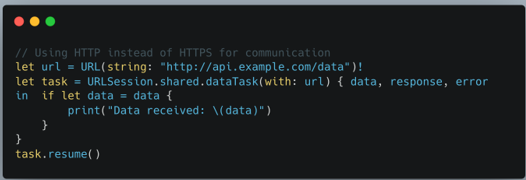 // Using HTTP instead of HTTPS for communication
let url = URL(string: "http://api.example.com/data")!
let task = URLSession.shared.dataTask(with: url) { data, response, error
in  if let data = data {
        print("Data received: \(data)")
    }
}
task.resume()